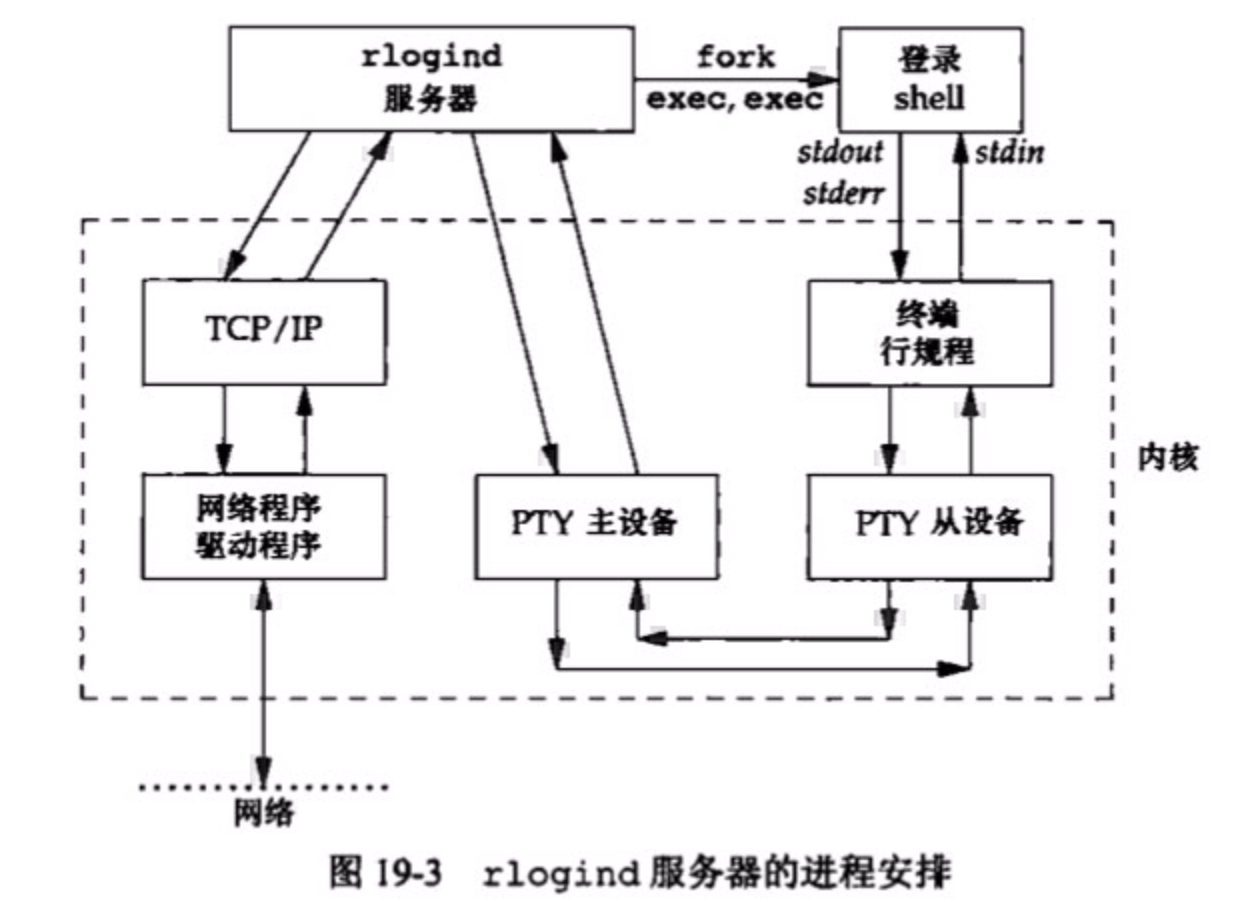 rlogind
服务器
fork
exec, exec
登录
shell
stdout
stderr
stdin
TCP/IP
终端
行规程
内核
网络程序
驱动程序
PTY 主设备
PTY 从设备
网络
图 19-3 rlogind 服务器的进程安排